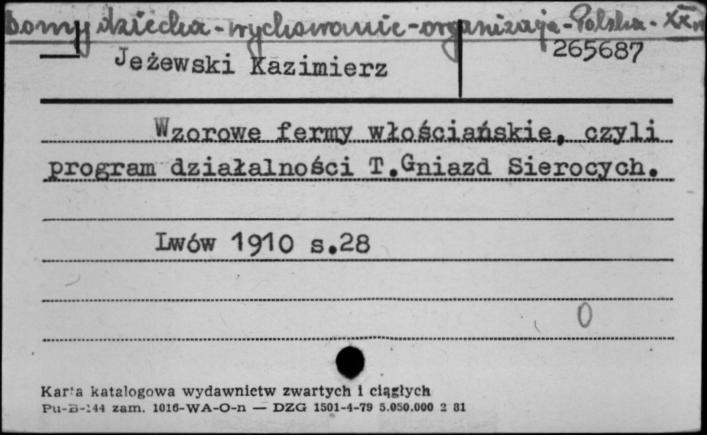 Domy dziecka - wychowanie - organizacja - Polska - XX w
265687
Jeżewski Kazimierz
Wzorowe fermy włościańskie, czyli
program działalności T.Gniazd Sierocych.
Lwów 1910 s.28
0
Karta katalogowa wydawnictw zwartych i ciągłych
Pu-B-144 zam. 1016-WA-O-n — DZG 1501-4-79 5.050.000 2 81